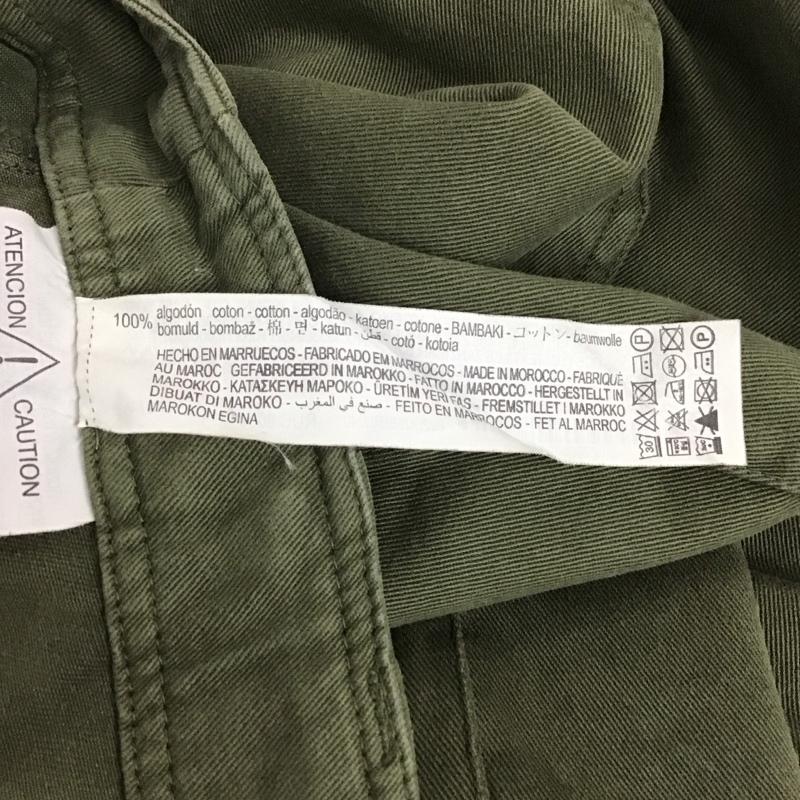 ATENCION
CAUTION
100% algodón coton - cotton - algodão - katoen - cotone - BAMBAKI - コットン - baumwolle
bomuld - bombaž - 棉 - 면 - katun - قطن - cotó - kotoia
HECHO EN MARRUECOS - FABRICADO EM MARROCOS - MADE IN MOROCCO - FABRIQUÉ
AU MAROC GEFABRICEERD IN MAROKKO - FATTO IN MAROCCO - HERGESTELLT IN
MAROKKO - ΚΑΤΑΣΚΕΥΗ ΜΑΡΟΚΟ - ÜRETİM YERİ FAS - FREMSTILLET I MAROKKO
DIBUAT DI MAROKO - صنع في المغرب - FEITO EN MARROCOS - FET AL MARROC
MAROKON EGINA
P P
30